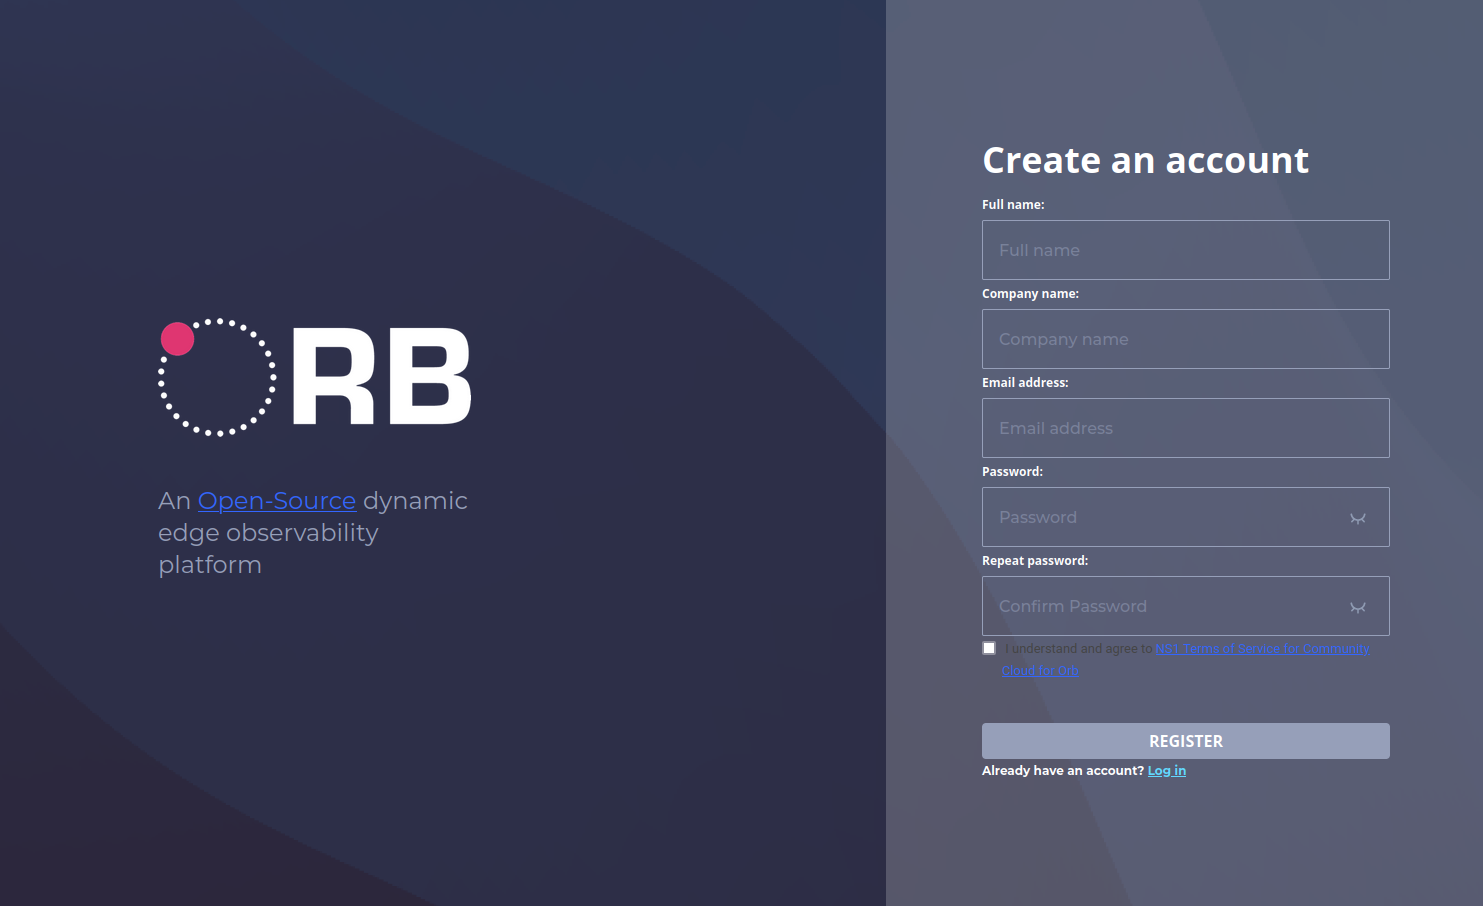 ORB
An Open-Source dynamic
edge observability
platform
Create an account
Full name:
Full name
Company name:
Company name
Email address:
Email address
Password:
Password
Repeat password:
Confirm Password
I understand and agree to NS1 Terms of Service for Community
Cloud for Orb
REGISTER
Already have an account? Log in